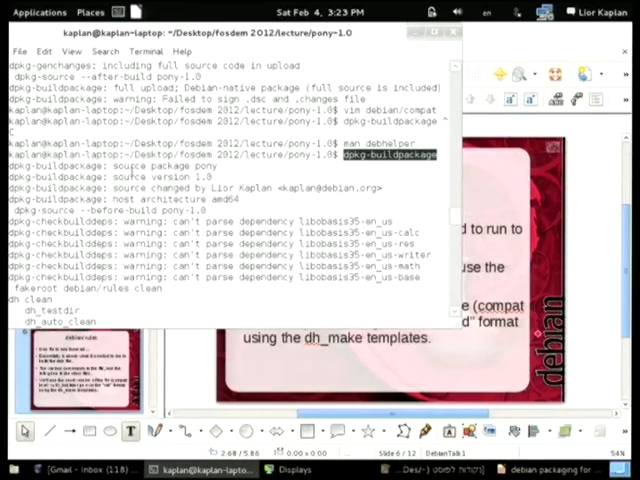 Applications Places Sat Feb 4, 3:23 PM en Lior Kaplan
kaplan@kaplan-laptop: ~/Desktop/fosdem 2012/lecture/pony-1.0
File Edit View Search Terminal Help
dpkg-genchanges: including full source code in upload
dpkg-source --after-build pony-1.0
dpkg-buildpackage: full upload; Debian-native package (full source is included)
dpkg-buildpackage: warning: Failed to sign .dsc and .changes file
kaplan@kaplan-laptop:~/Desktop/fosdem 2012/lecture/pony-1.0$ vim debian/compat
kaplan@kaplan-laptop:~/Desktop/fosdem 2012/lecture/pony-1.0$ dpkg-buildpackage ^
C
kaplan@kaplan-laptop:~/Desktop/fosdem 2012/lecture/pony-1.0$ man debhelper
kaplan@kaplan-laptop:~/Desktop/fosdem 2012/lecture/pony-1.0$ dpkg-buildpackage
dpkg-buildpackage: source package pony
dpkg-buildpackage: source version 1.0
dpkg-buildpackage: source changed by Lior Kaplan <kaplan@debian.org>
dpkg-buildpackage: host architecture amd64
dpkg-source --before-build pony-1.0
dpkg-checkbuilddeps: warning: can't parse dependency libobasis35-en_us
dpkg-checkbuilddeps: warning: can't parse dependency libobasis35-en_us-calc
dpkg-checkbuilddeps: warning: can't parse dependency libobasis35-en_us-res
dpkg-checkbuilddeps: warning: can't parse dependency libobasis35-en_us-writer
dpkg-checkbuilddeps: warning: can't parse dependency libobasis35-en_us-math
dpkg-checkbuilddeps: warning: can't parse dependency libobasis35-en_us-base
fakeroot debian/rules clean
dh clean
dh_testdir
dh_auto_clean
d to run to
use the
e (compat
d" format
using the dh_make templates.
debian
debian/rules
2.68 / 5.86 0.00 x 0.00 Slide 6 / 12 DebianTalk1 54%
[Gmail - Inbox (118) kaplan@kaplan-lapto... Displays debian packaging for